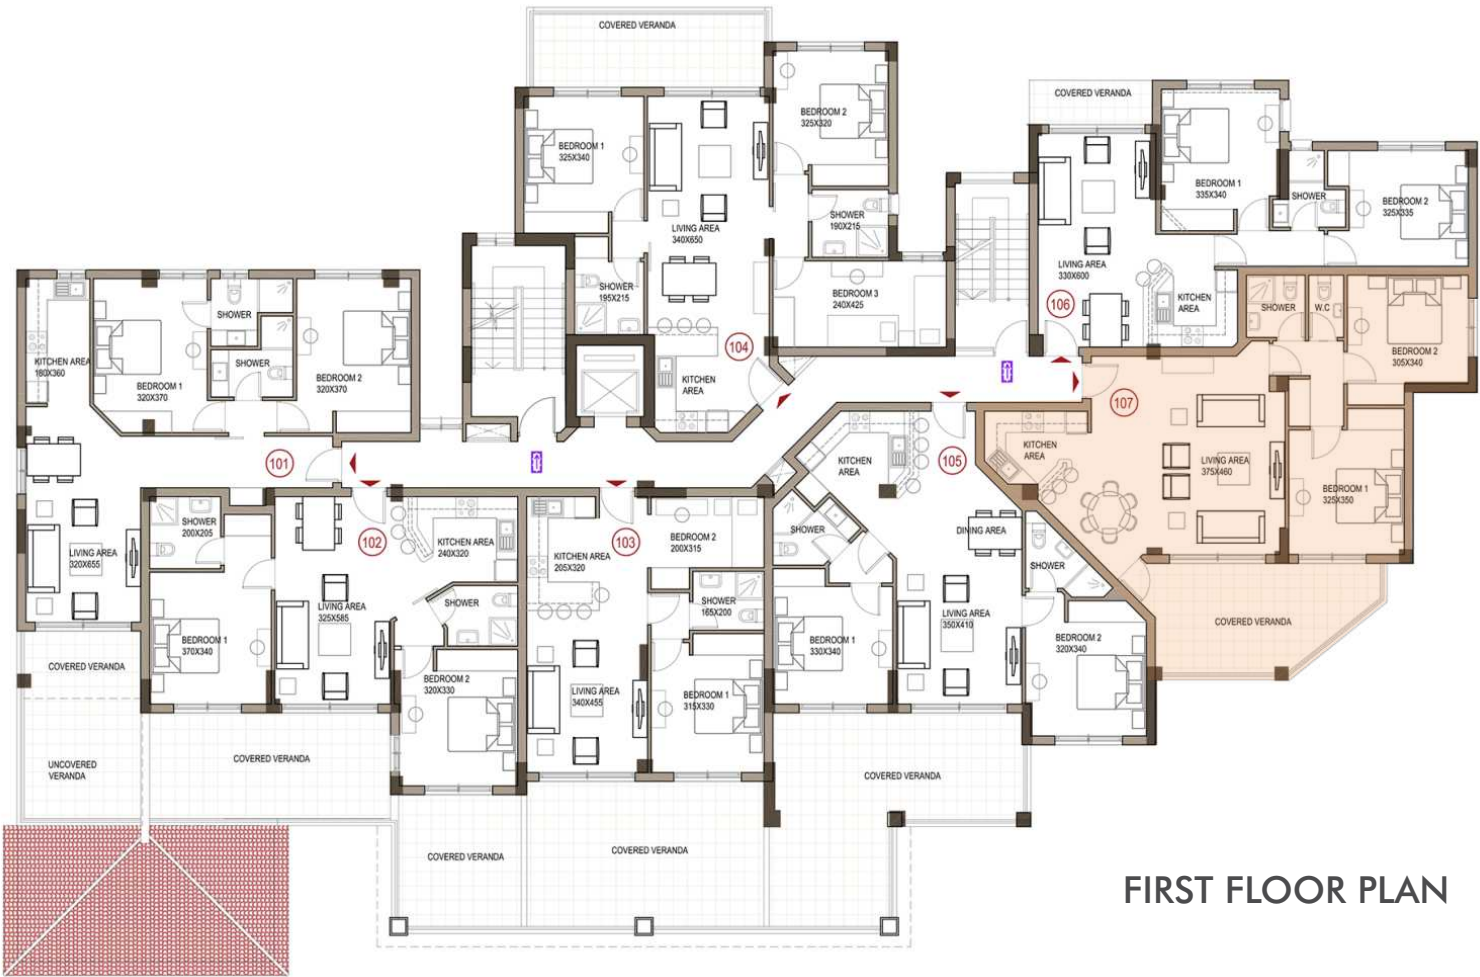 COVERED VERANDA
BEDROOM 1
325X340
LIVING AREA
340X650
BEDROOM 2
325X320
SHOWER
190X215
SHOWER
195X215
BEDROOM 3
240X425
KITCHEN
AREA
104
COVERED VERANDA
BEDROOM 1
335X340
SHOWER
BEDROOM 2
325X335
LIVING AREA
330X600
KITCHEN
AREA
106
SHOWER
W.C
BEDROOM 2
305X340
107
KITCHEN
AREA
LIVING AREA
375X460
BEDROOM 1
325X350
COVERED VERANDA
KITCHEN AREA
180X360
BEDROOM 1
320X370
SHOWER
SHOWER
BEDROOM 2
320X370
101
LIVING AREA
320X655
COVERED VERANDA
UNCOVERED
VERANDA
SHOWER
200X205
102
KITCHEN AREA
240X320
LIVING AREA
325X585
SHOWER
BEDROOM 1
370X340
BEDROOM 2
320X330
COVERED VERANDA
COVERED VERANDA
103
KITCHEN AREA
205X320
BEDROOM 2
200X315
SHOWER
165X200
LIVING AREA
340X455
BEDROOM 1
315X330
COVERED VERANDA
KITCHEN
AREA
105
SHOWER
DINING AREA
SHOWER
BEDROOM 1
330X340
LIVING AREA
350X410
BEDROOM 2
320X340
COVERED VERANDA
FIRST FLOOR PLAN